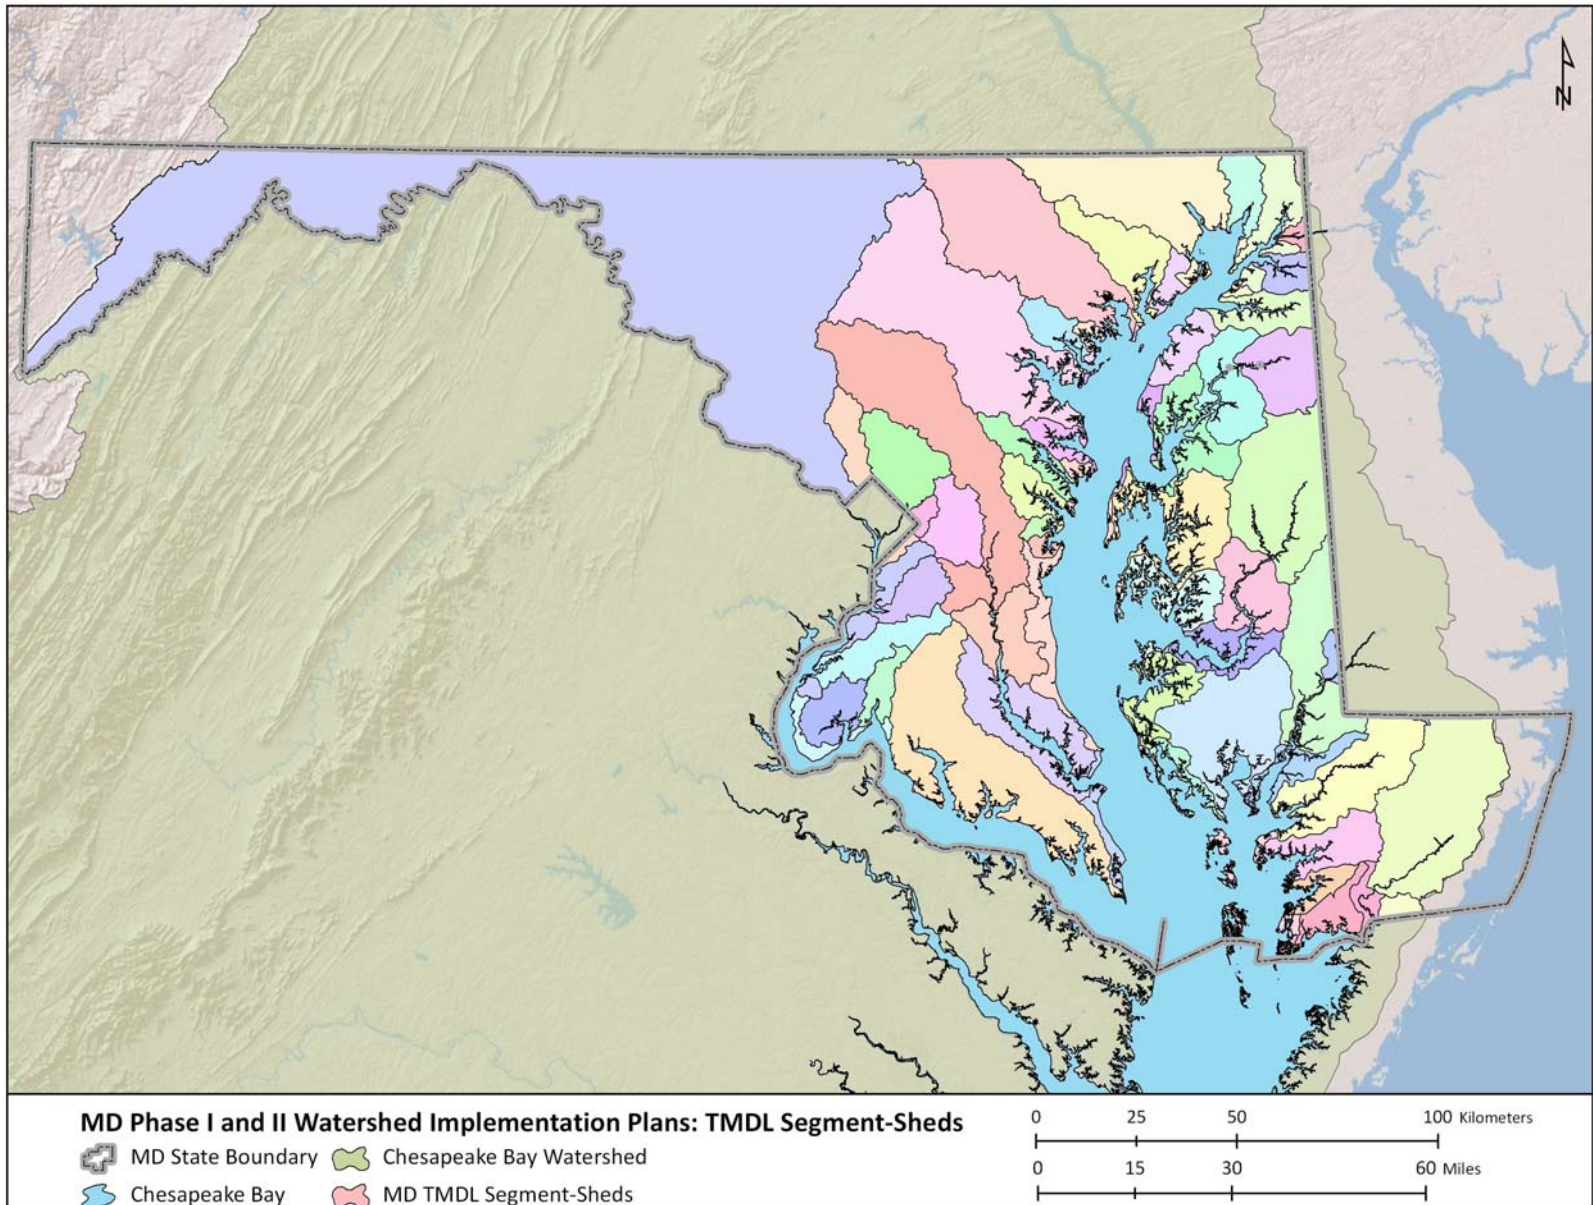 N
MD Phase I and II Watershed Implementation Plans: TMDL Segment-Sheds
MD State Boundary Chesapeake Bay Watershed
Chesapeake Bay MD TMDL Segment-Sheds
0 25 50 100 Kilometers
0 15 30 60 Miles